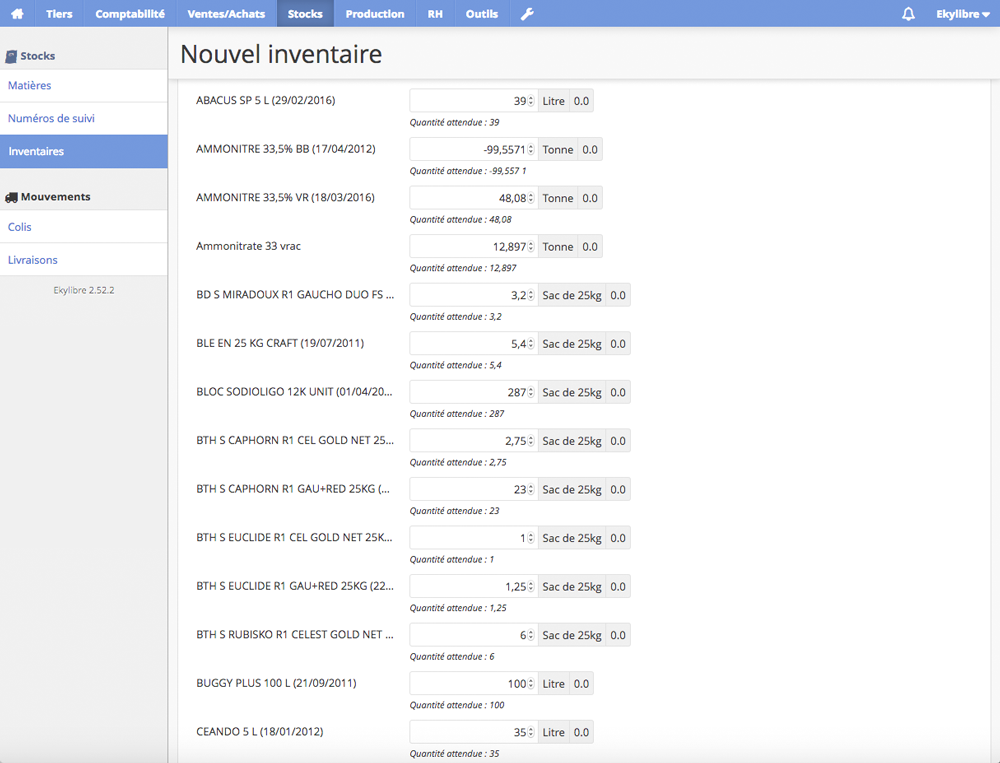 Tiers Comptabilité Ventes/Achats Stocks Production RH Outils Ekylibre
Stocks
Matières
Numéros de suivi
Inventaires
Mouvements
Colis
Livraisons
Ekylibre 2.52.2
Nouvel inventaire
ABACUS SP 5 L (29/02/2016) 39 Litre 0.0
Quantité attendue : 39
AMMONITRE 33,5% BB (17/04/2012) -99,5571 Tonne 0.0
Quantité attendue : -99,557 1
AMMONITRE 33,5% VR (18/03/2016) 48,08 Tonne 0.0
Quantité attendue : 48,08
Ammonitrate 33 vrac 12,897 Tonne 0.0
Quantité attendue : 12,897
BD S MIRADOUX R1 GAUCHO DUO FS ... 3,2 Sac de 25kg 0.0
Quantité attendue : 3,2
BLE EN 25 KG CRAFT (19/07/2011) 5,4 Sac de 25kg 0.0
Quantité attendue : 5,4
BLOC SODIOLIGO 12K UNIT (01/04/20... 287 Sac de 25kg 0.0
Quantité attendue : 287
BTH S CAPHORN R1 CEL GOLD NET 25... 2,75 Sac de 25kg 0.0
Quantité attendue : 2,75
BTH S CAPHORN R1 GAU+RED 25KG (... 23 Sac de 25kg 0.0
Quantité attendue : 23
BTH S EUCLIDE R1 CEL GOLD NET 25K... 1 Sac de 25kg 0.0
Quantité attendue : 1
BTH S EUCLIDE R1 GAU+RED 25KG (22... 1,25 Sac de 25kg 0.0
Quantité attendue : 1,25
BTH S RUBISKO R1 CELEST GOLD NET ... 6 Sac de 25kg 0.0
Quantité attendue : 6
BUGGY PLUS 100 L (21/09/2011) 100 Litre 0.0
Quantité attendue : 100
CEANDO 5 L (18/01/2012) 35 Litre 0.0
Quantité attendue : 35